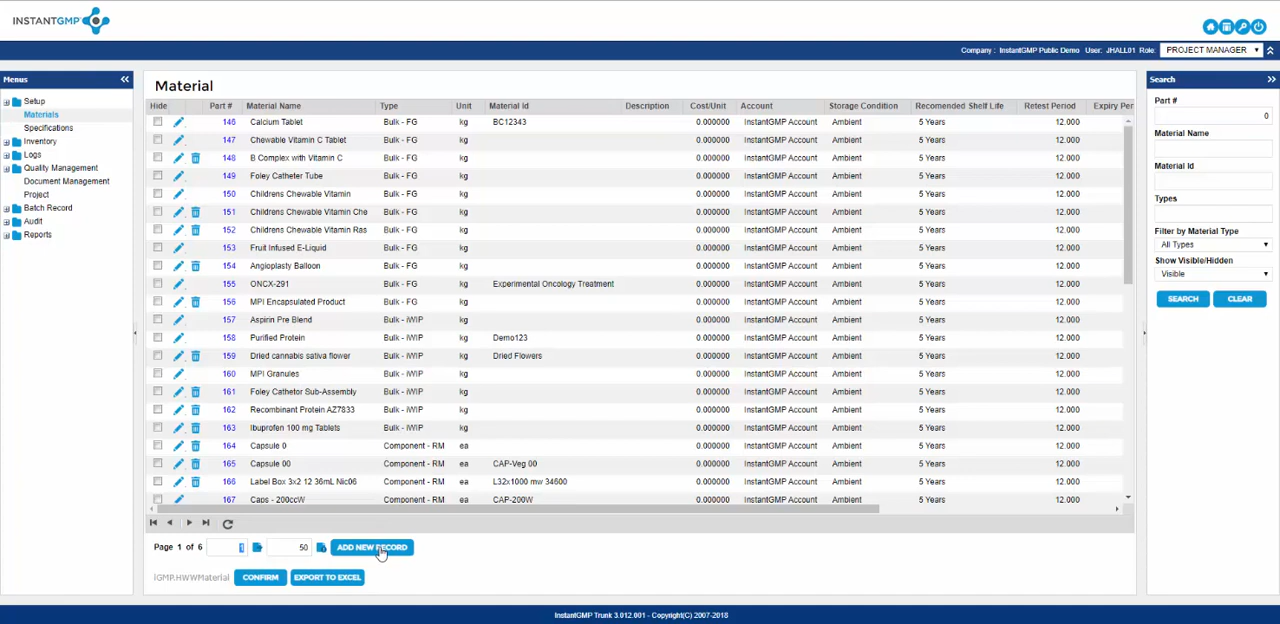 INSTANTGMP
Company : InstantGMP Public Demo User: JHALL01 Role: PROJECT MANAGER
Menus
Setup
Materials
Specifications
Inventory
Logs
Quality Management
Document Management
Project
Batch Record
Audit
Reports
Material
Hide Part # Material Name Type Unit Material Id Description Cost/Unit Account Storage Condition Recomended Shelf Life Retest Period Expiry Per
146 Calcium Tablet Bulk - FG kg BC12343 0.000000 InstantGMP Account Ambient 5 Years 12.000
147 Chewable Vitamin C Tablet Bulk - FG kg 0.000000 InstantGMP Account Ambient 5 Years 12.000
148 B Complex with Vitamin C Bulk - FG kg 0.000000 InstantGMP Account Ambient 5 Years 12.000
149 Foley Catheter Tube Bulk - FG kg 0.000000 InstantGMP Account Ambient 5 Years 12.000
150 Childrens Chewable Vitamin Bulk - FG kg 0.000000 InstantGMP Account Ambient 5 Years 12.000
151 Childrens Chewable Vitamin Che Bulk - FG kg 0.000000 InstantGMP Account Ambient 5 Years 12.000
152 Childrens Chewable Vitamin Ras Bulk - FG kg 0.000000 InstantGMP Account Ambient 5 Years 12.000
153 Fruit Infused E-Liquid Bulk - FG kg 0.000000 InstantGMP Account Ambient 5 Years 12.000
154 Angioplasty Balloon Bulk - FG kg 0.000000 InstantGMP Account Ambient 5 Years 12.000
155 ONCX-291 Bulk - FG kg Experimental Oncology Treatment 0.000000 InstantGMP Account Ambient 5 Years 12.000
156 MPI Encapsulated Product Bulk - FG kg 0.000000 InstantGMP Account Ambient 5 Years 12.000
157 Aspirin Pre Blend Bulk - iWIP kg 0.000000 InstantGMP Account Ambient 5 Years 12.000
158 Purified Protein Bulk - iWIP kg Demo123 0.000000 InstantGMP Account Ambient 5 Years 12.000
159 Dried cannabis sativa flower Bulk - iWIP kg Dried Flowers 0.000000 InstantGMP Account Ambient 5 Years 12.000
160 MPI Granules Bulk - iWIP kg 0.000000 InstantGMP Account Ambient 5 Years 12.000
161 Foley Cathetor Sub-Assembly Bulk - iWIP kg 0.000000 InstantGMP Account Ambient 5 Years 12.000
162 Recombinant Protein AZ7833 Bulk - iWIP kg 0.000000 InstantGMP Account Ambient 5 Years 12.000
163 Ibuprofen 100 mg Tablets Bulk - iWIP kg 0.000000 InstantGMP Account Ambient 5 Years 12.000
164 Capsule 0 Component - RM ea 0.000000 InstantGMP Account Ambient 5 Years 12.000
165 Capsule 00 Component - RM ea CAP-Veg 00 0.000000 InstantGMP Account Ambient 5 Years 12.000
166 Label Box 3x2 12 36mL Nic06 Component - RM ea L32x1000 mw 34600 0.000000 InstantGMP Account Ambient 5 Years 12.000
167 Caps - 200ccW Component - RM ea CAP-200W 0.000000 InstantGMP Account Ambient 5 Years 12.000
Page 1 of 6 1 50 ADD NEW RECORD
IGMP.HWWMaterial CONFIRM EXPORT TO EXCEL
Search
Part #
0
Material Name
Material Id
Types
Filter by Material Type
All Types
Show Visible/Hidden
Visible
SEARCH CLEAR
InstantGMP Trunk 3.012.001 - Copyright(C) 2007-2018